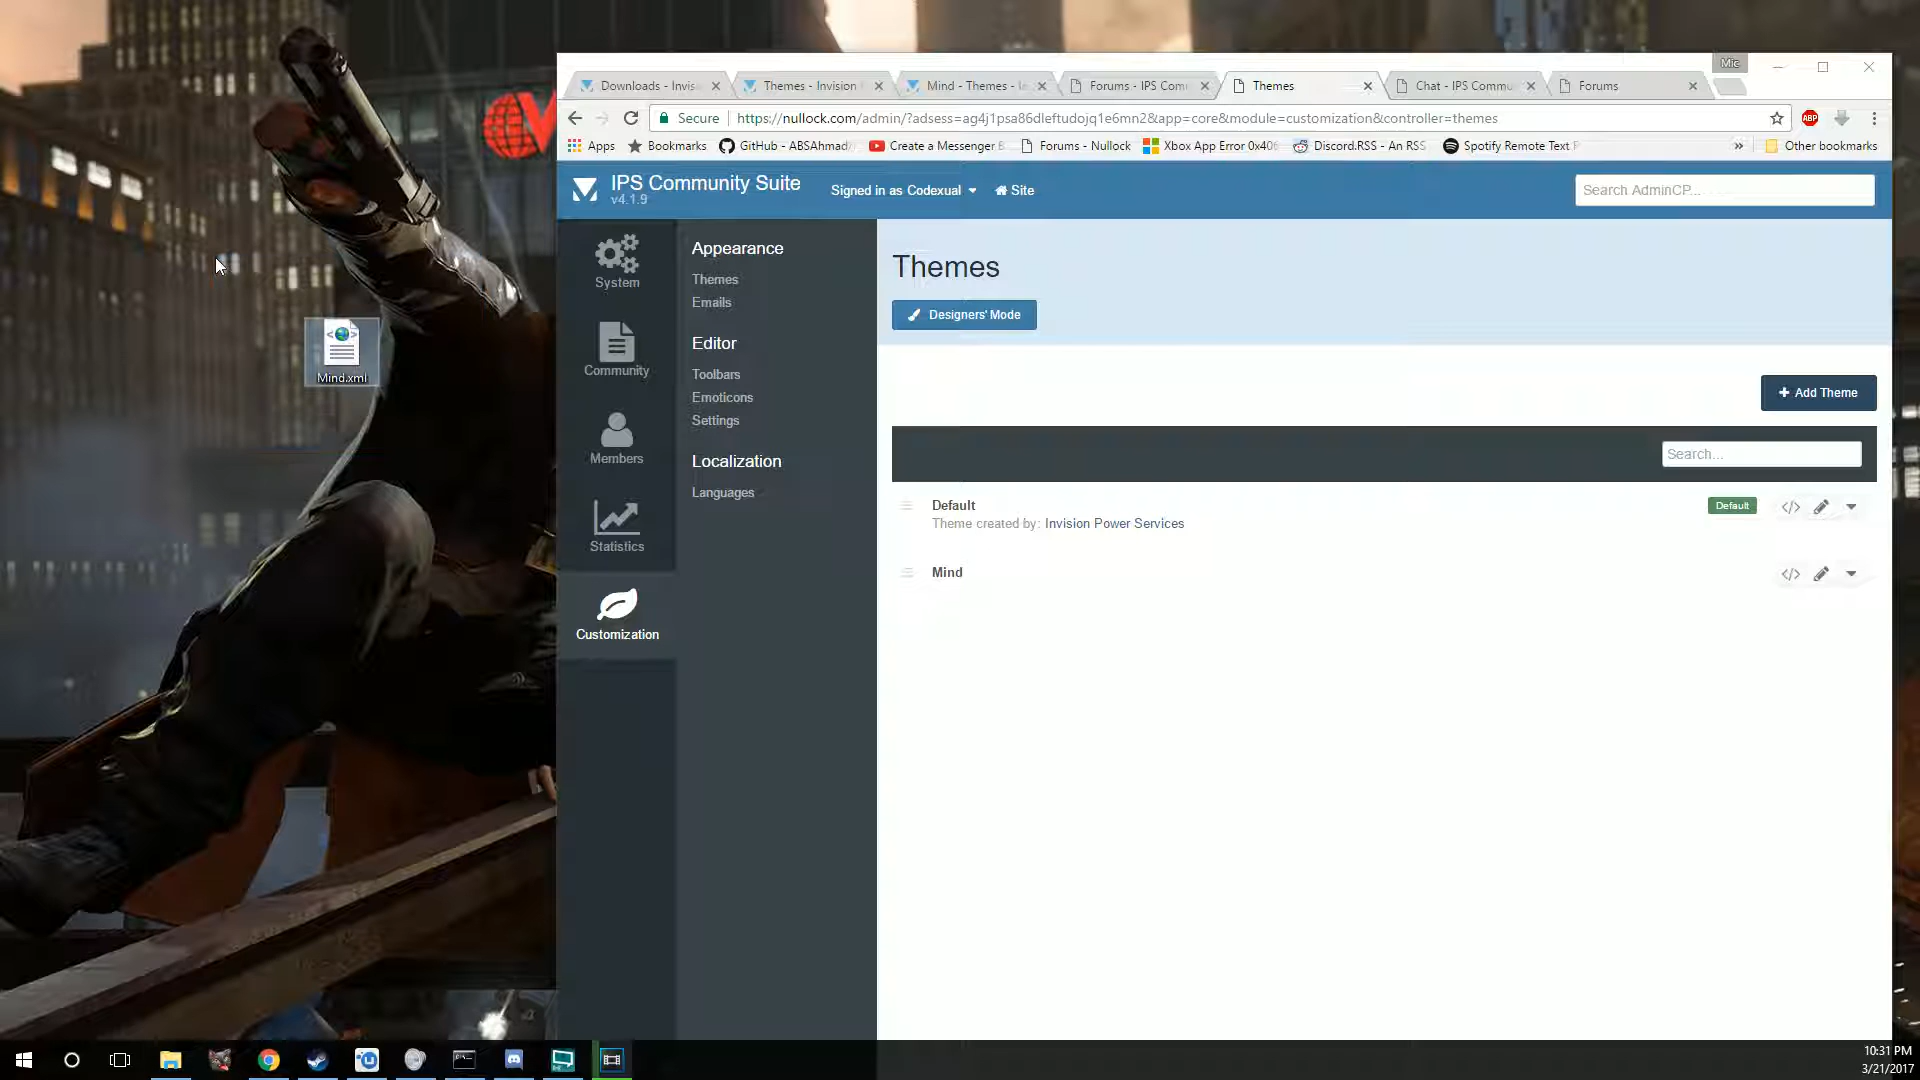 Mic
Downloads - Invis
Themes - Invision
Mind - Themes - I
Forums - IPS Com
Themes
Chat - IPS Commu
Forums
Secure
https://nullock.com/admin/?adsess=ag4j1psa86dleftudojq1e6mn2&app=core&module=customization&controller=themes
ABP
Apps
Bookmarks
GitHub - ABSAhmad/
Create a Messenger B
Forums - Nullock
Xbox App Error 0x406
Discord.RSS - An RSS
Spotify Remote Text F
»
Other bookmarks
IPS Community Suite
v4.1.9
Signed in as Codexual
Site
Search AdminCP...
System
Community
Members
Statistics
Customization
Appearance
Themes
Emails
Editor
Toolbars
Emoticons
Settings
Localization
Languages
Themes
Designers' Mode
+ Add Theme
Search...
Default
Theme created by: Invision Power Services
Default
Mind
Mind.xml
10:31 PM
3/21/2017